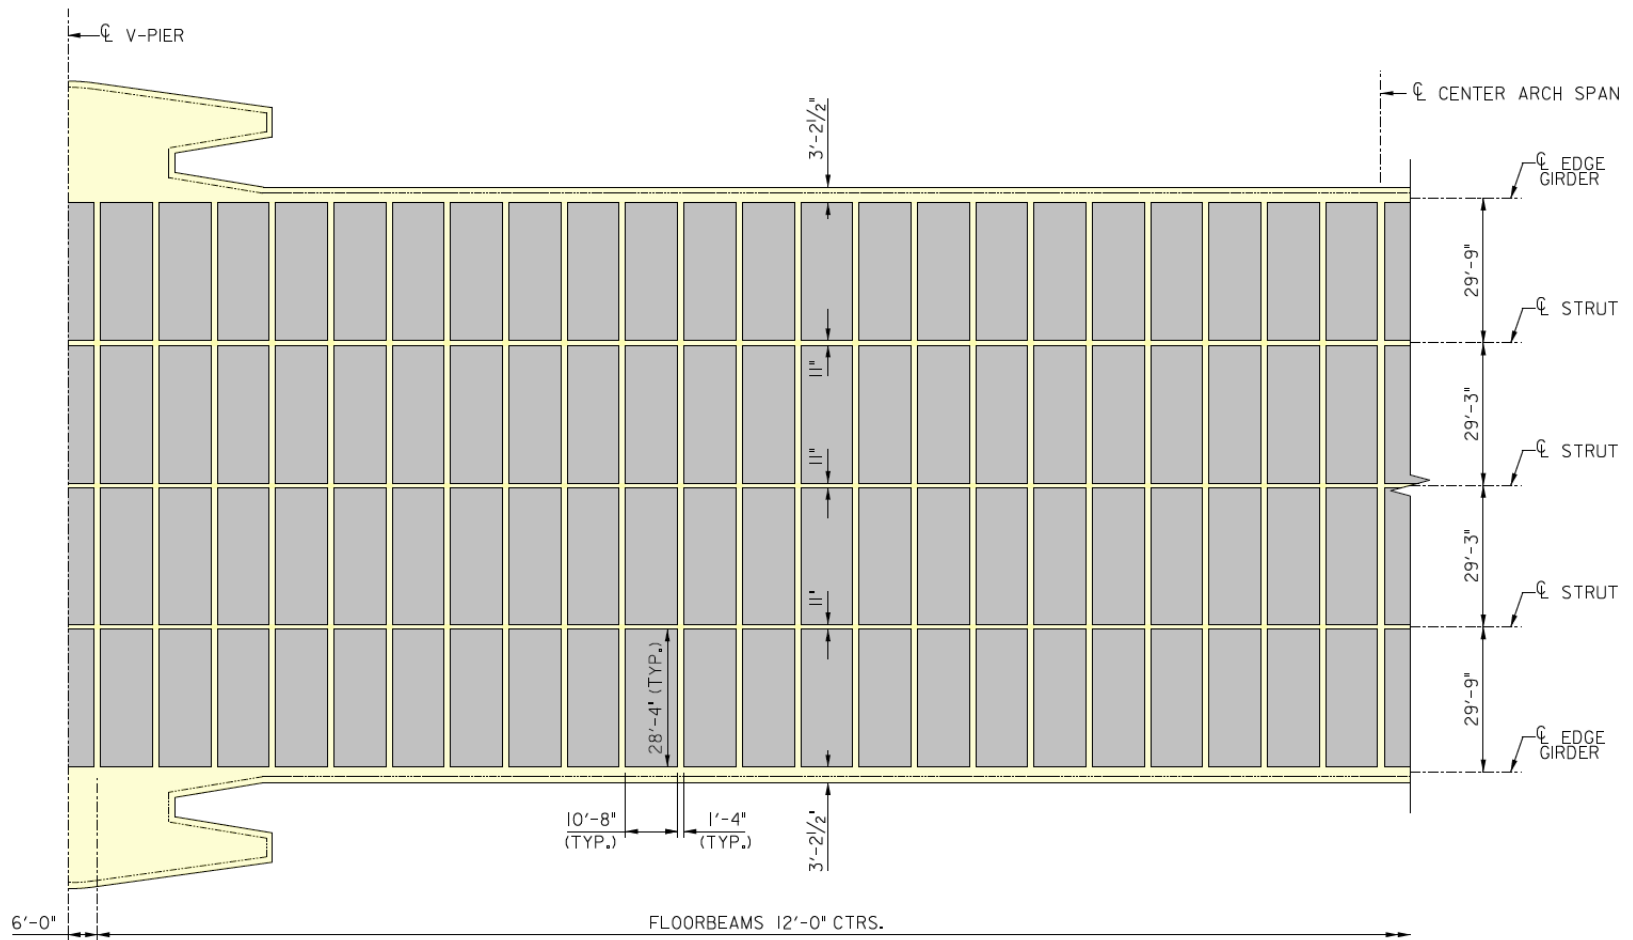 ℄ V-PIER
℄ CENTER ARCH SPAN
3'-2½"
℄ EDGE
GIRDER
29'-9"
℄ STRUT
11"
29'-3"
℄ STRUT
11"
29'-3"
℄ STRUT
11'
28'-4' (TYP.)
29'-9"
℄ EDGE
GIRDER
10'-8"
(TYP.)
1'-4"
(TYP.)
3'-2½'
6'-0"
FLOORBEAMS 12'-0" CTRS.